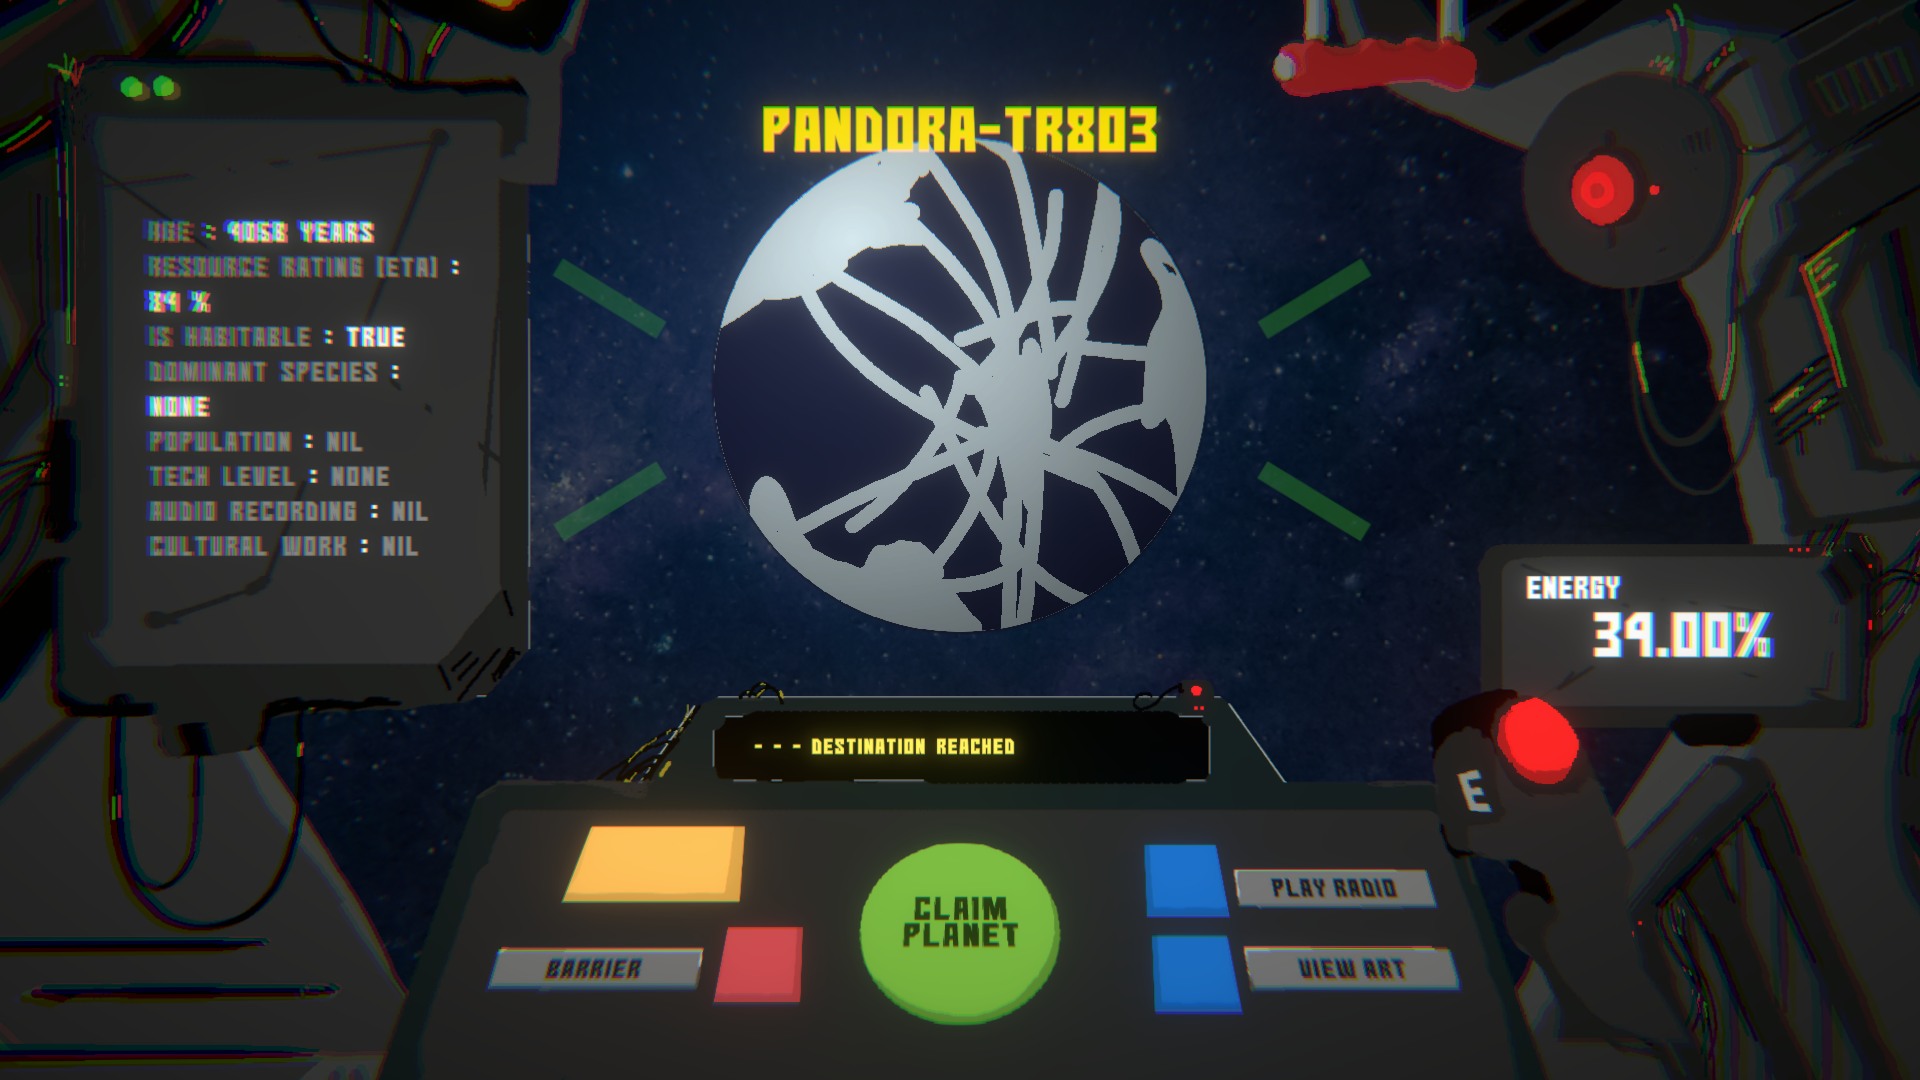 PANDORA-TR803
AGE : 4058 YEARS
RESOURCE RATING [ETA] :
84 %
IS HABITABLE : TRUE
DOMINANT SPECIES :
NONE
POPULATION : NIL
TECH LEVEL : NONE
AUDIO RECORDING : NIL
CULTURAL WORK : NIL
ENERGY
34.00%
- - - DESTINATION REACHED
E
CLAIM
PLANET
PLAY RADIO
BARRIER
VIEW ART